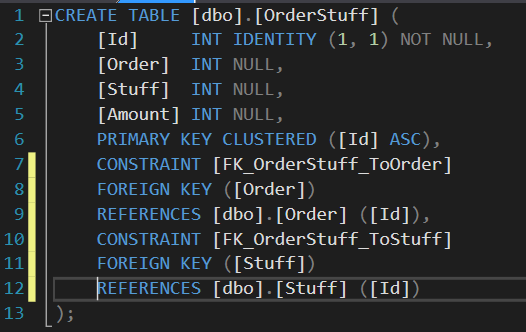 1 CREATE TABLE [dbo].[OrderStuff] (
2 [Id] INT IDENTITY (1, 1) NOT NULL,
3 [Order] INT NULL,
4 [Stuff] INT NULL,
5 [Amount] INT NULL,
6 PRIMARY KEY CLUSTERED ([Id] ASC),
7 CONSTRAINT [FK_OrderStuff_ToOrder]
8 FOREIGN KEY ([Order])
9 REFERENCES [dbo].[Order] ([Id]),
10 CONSTRAINT [FK_OrderStuff_ToStuff]
11 FOREIGN KEY ([Stuff])
12 REFERENCES [dbo].[Stuff] ([Id])
13 );